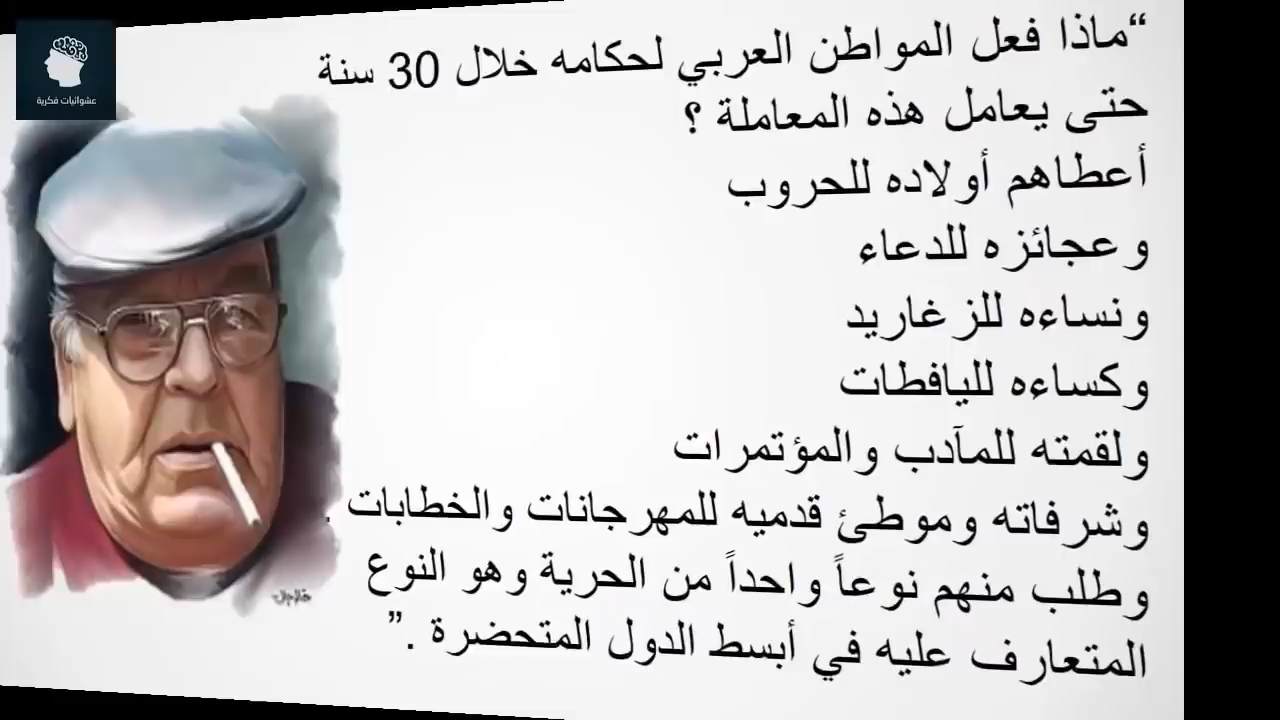 عشوائيات فكرية
“ماذا فعل المواطن العربي لحكامه خلال 30 سنة
حتى يعامل هذه المعاملة ؟
أعطاهم أولاده للحروب
وعجائزه للدعاء
ونساءه للزغاريد
وكساءه لليافطات
ولقمته للمآدب والمؤتمرات
وشرفاته وموطئ قدميه للمهرجانات والخطابات .
وطلب منهم نوعاً واحداً من الحرية وهو النوع
المتعارف عليه في أبسط الدول المتحضرة .”